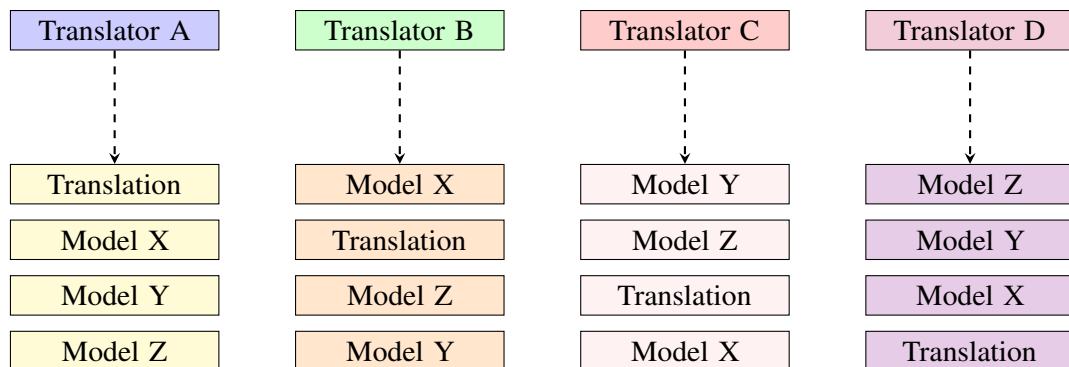 Translator A
Translator B
Translator C
Translator D
Translation
Model X
Model Y
Model Z
Model X
Translation
Model Z
Model Y
Model Y
Model Z
Translation
Model X
Model Z
Model Y
Model X
Translation